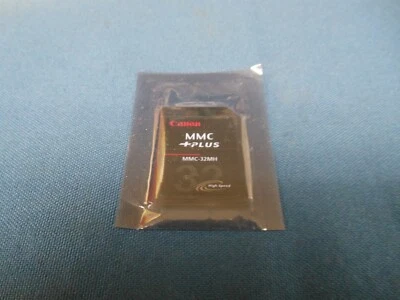 Canon
MMC
PLUS
MMC-32MH
32
High Speed